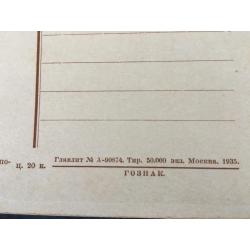 по-
ц. 20 к.
Главлит № А-90874. Тир. 50.000 экз. Москва. 1935.
ГОЗНАК.